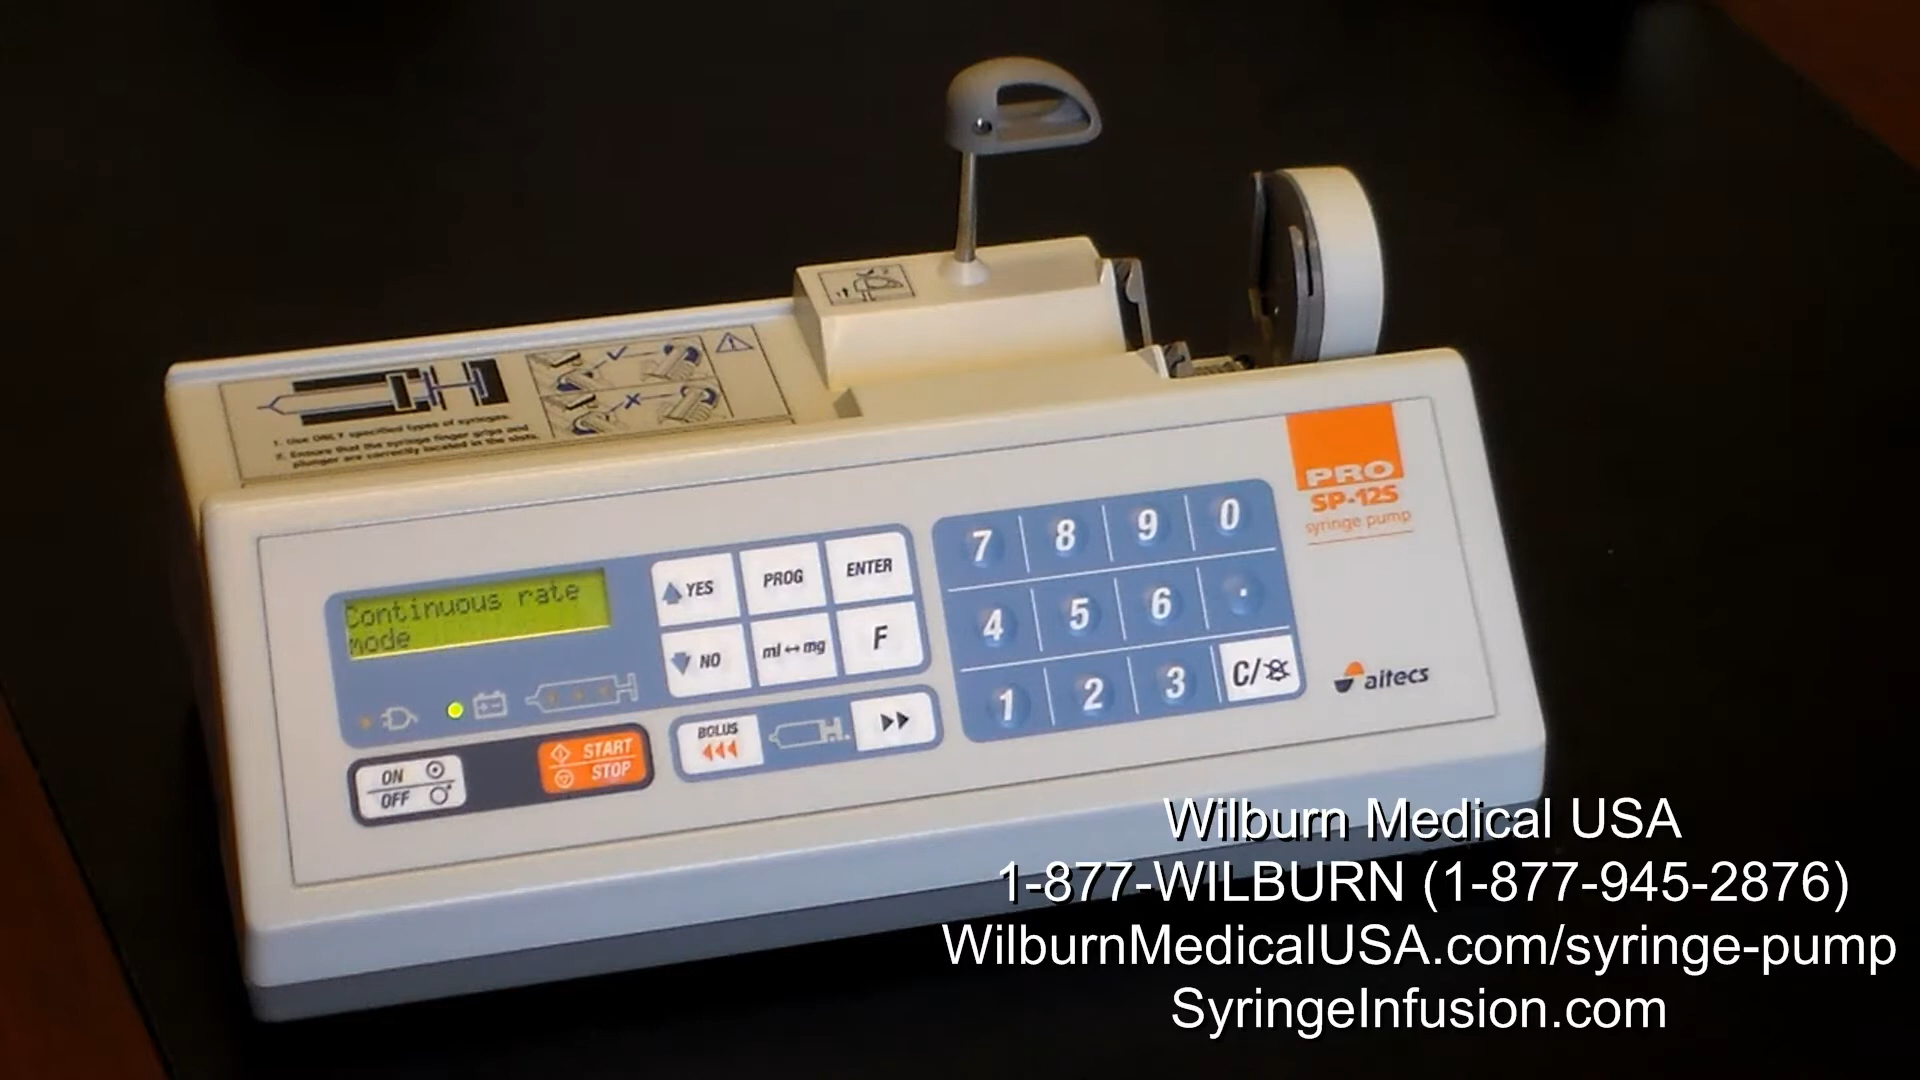 1. Use ONLY specified types of syringes.
2. Ensure that the syringe finger grips and
plunger are correctly located in the slots.
PRO
SP-12S
syringe pump
Continuous rate
mode
YES
PROG
ENTER
NO
ml↔mg
F
7 8 9 0
4 5 6 .
1 2 3 C/
ON
OFF
START
STOP
BOLUS
aitecs
Wilburn Medical USA
1-877-WILBURN (1-877-945-2876)
WilburnMedicalUSA.com/syringe-pump
SyringeInfusion.com